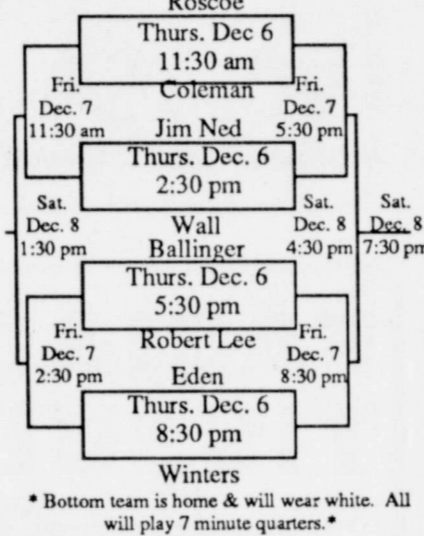 Roscoe
Thurs. Dec 6
11:30 am
Coleman
Fri.
Dec. 7
11:30 am
Fri.
Dec. 7
5:30 pm
Jim Ned
Thurs. Dec. 6
2:30 pm
Wall
Sat.
Dec. 8
1:30 pm
Sat.
Dec. 8
4:30 pm
Sat.
Dec. 8
7:30 pm
Ballinger
Thurs. Dec. 6
5:30 pm
Robert Lee
Fri.
Dec. 7
2:30 pm
Fri.
Dec. 7
8:30 pm
Eden
Thurs. Dec. 6
8:30 pm
Winters
* Bottom team is home & will wear white. All
will play 7 minute quarters.*